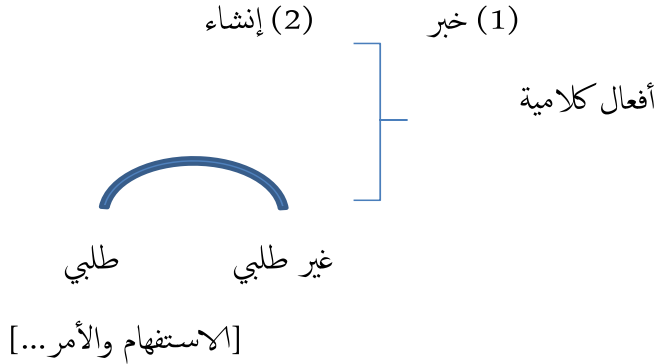 (1) خبر (2) إنشاء
أفعال كلامية
غير طلبي طلبي
[الاستفهام والأمر...]